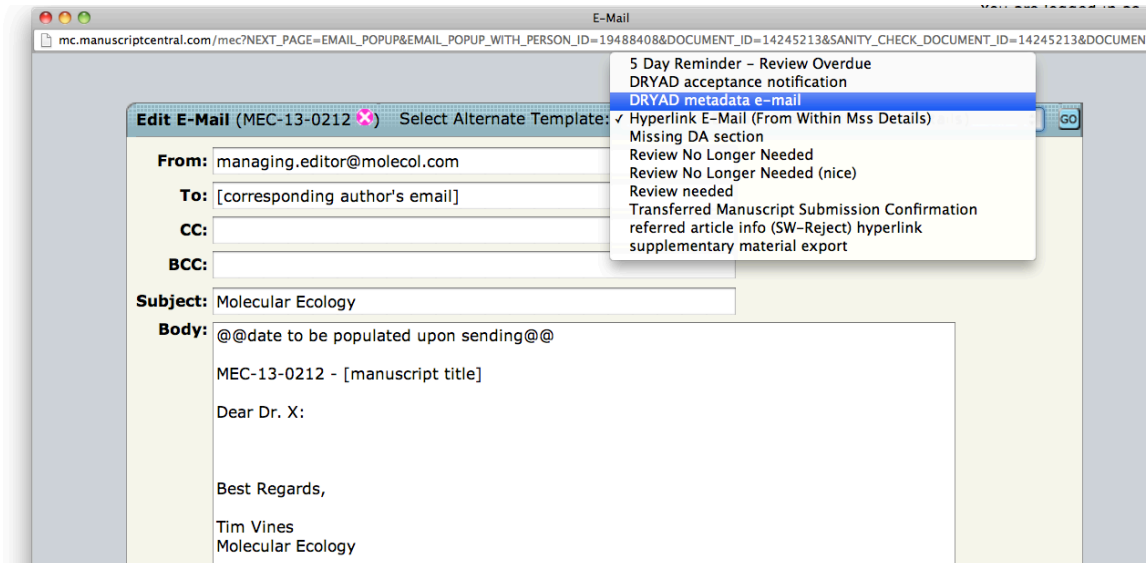 You are logged in as
E-Mail
mc.manuscriptcentral.com/mec?NEXT_PAGE=EMAIL_POPUP&EMAIL_POPUP_WITH_PERSON_ID=19488408&DOCUMENT_ID=14245213&SANITY_CHECK_DOCUMENT_ID=14245213&DOCUMEN
5 Day Reminder – Review Overdue
DRYAD acceptance notification
DRYAD metadata e-mail
✓ Hyperlink E-Mail (From Within Mss Details)
Missing DA section
Review No Longer Needed
Review No Longer Needed (nice)
Review needed
Transferred Manuscript Submission Confirmation
referred article info (SW-Reject) hyperlink
supplementary material export
Edit E-Mail (MEC-13-0212 ) Select Alternate Template:
GO
From: managing.editor@molecol.com
To: [corresponding author's email]
CC:
BCC:
Subject: Molecular Ecology
Body: @@date to be populated upon sending@@
MEC-13-0212 - [manuscript title]
Dear Dr. X:
Best Regards,
Tim Vines
Molecular Ecology